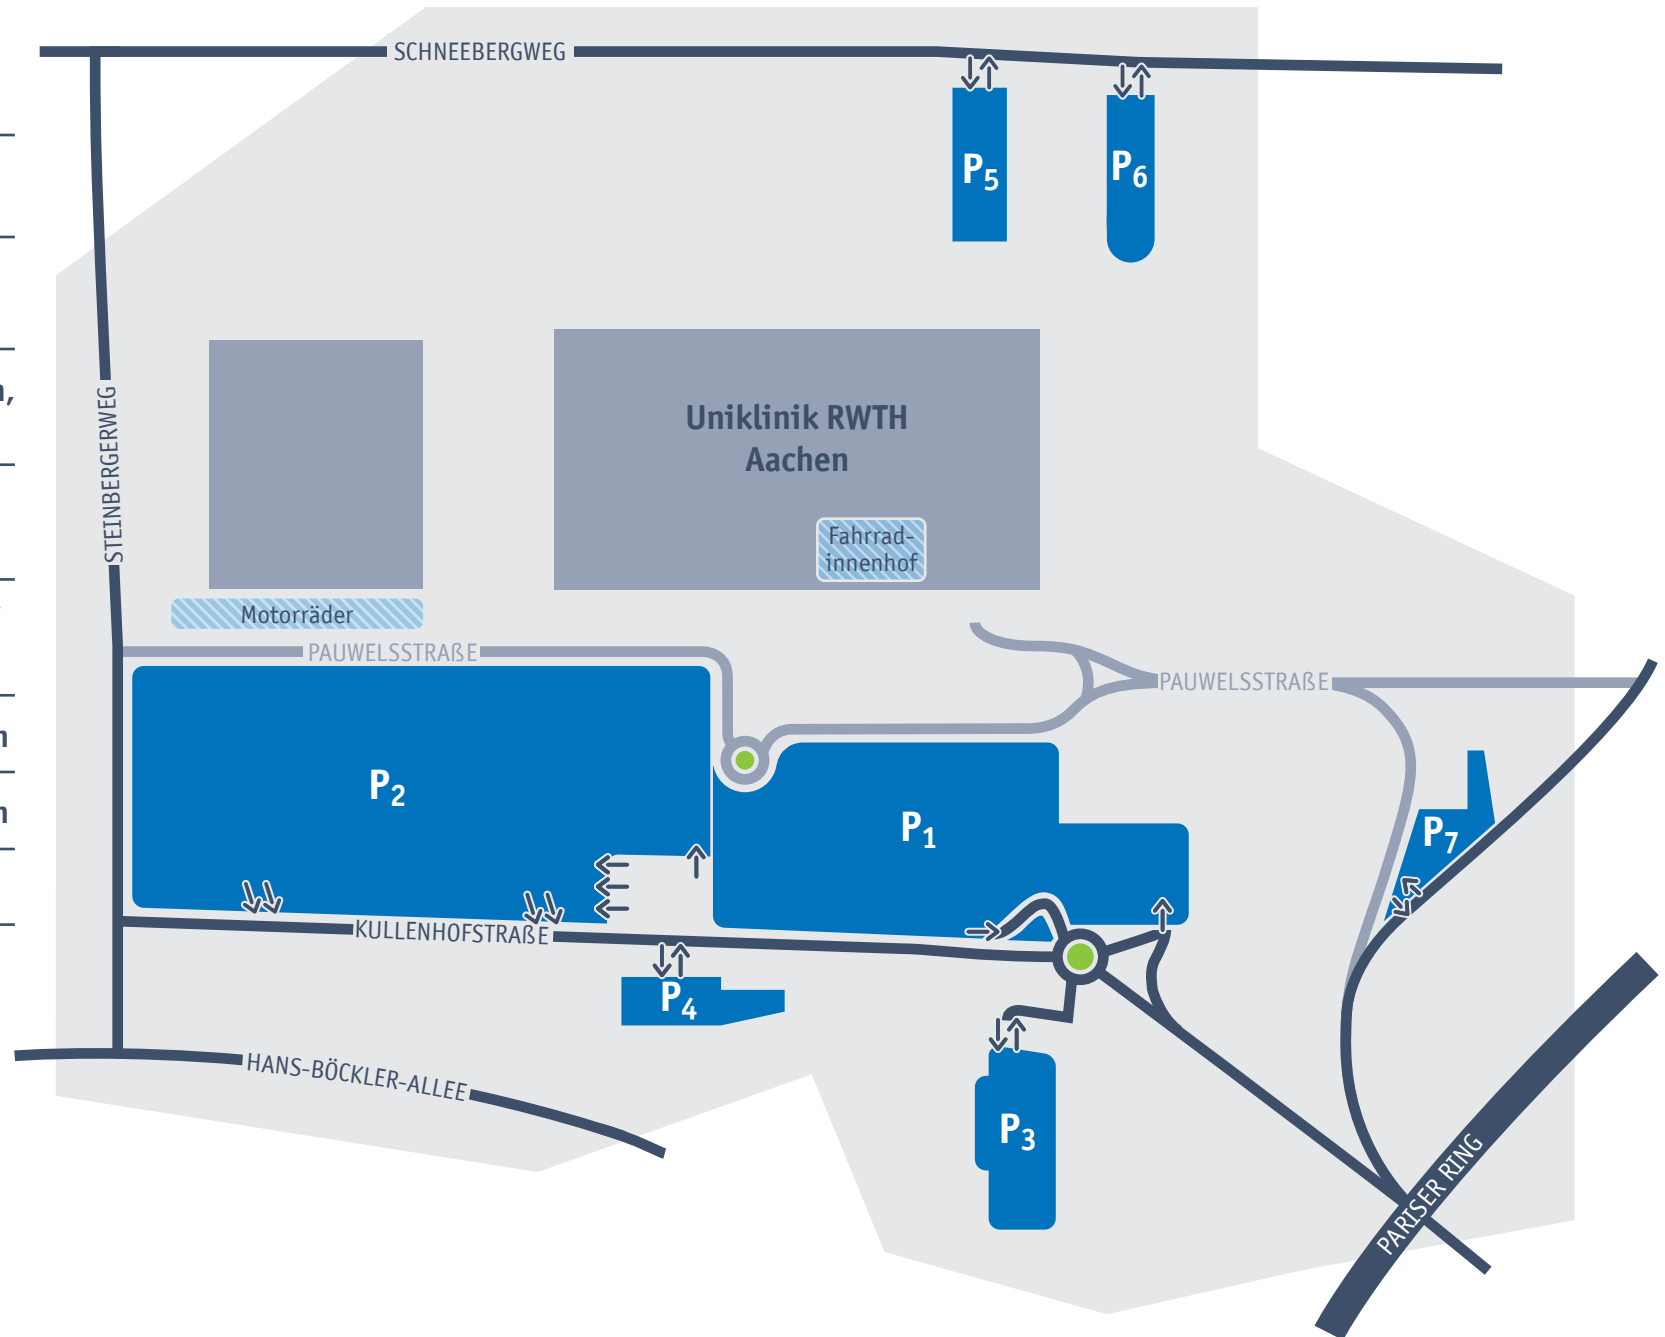 SCHNEEBERGWEG
P5
P6
n,
STEINBERGERWEG
Uniklinik RWTH
Aachen
Fahrrad-
innenhof
Motorräder
PAUWELSSTRAßE
PAUWELSSTRAßE
n
n
P2
P1
P7
KULLENHOFSTRAßE
P4
HANS-BÖCKLER-ALLEE
P3
PARISER RING